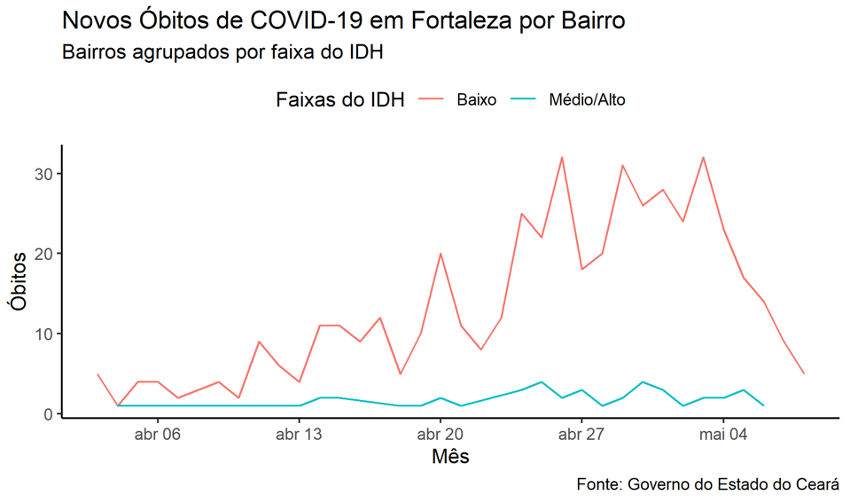 Novos Óbitos de COVID-19 em Fortaleza por Bairro
Bairros agrupados por faixa do IDH
Faixas do IDH Baixo Médio/Alto
Óbitos
30
20
10
0
abr 06 abr 13 abr 20 abr 27 mai 04
Mês
Fonte: Governo do Estado do Ceará